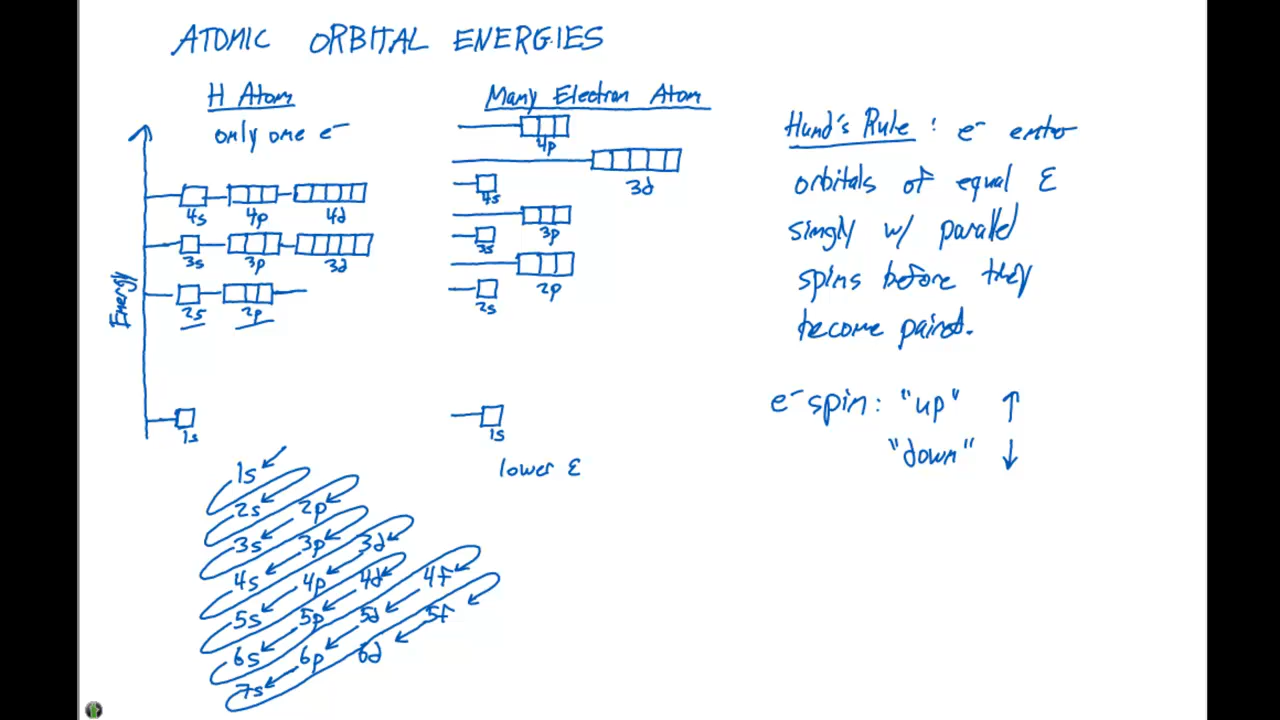 ATOMIC ORBITAL ENERGIES
H Atom
only one e⁻
Energy
4s 4p 4d
3s 3p 3d
2s 2p
1s
Many Electron Atom
4p
3d
4s
3p
3s
2p
2s
1s
lower E
Hund's Rule : e⁻ enter
orbitals of equal E
singly w/ parallel
spins before they
become paired.
e⁻ spin: "up" ↑
"down" ↓
1s
2s 2p
3s 3p 3d
4s 4p 4d 4f
5s 5p 5d 5f
6s 6p 6d
7s